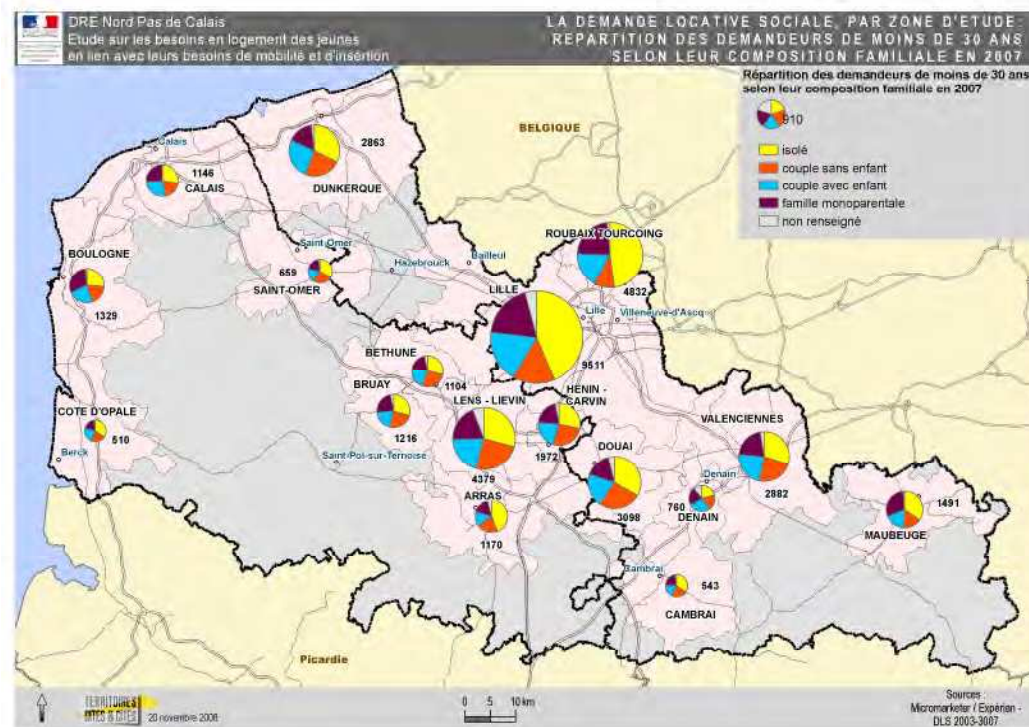 DRE Nord Pas de Calais
Etude sur les besoins en logement des jeunes
en lien avec leurs besoins de mobilité et d'insertion
LA DEMANDE LOCATIVE SOCIALE, PAR ZONE D'ETUDE:
REPARTITION DES DEMANDEURS DE MOINS DE 30 ANS
SELON LEUR COMPOSITION FAMILIALE EN 2007
Répartition des demandeurs de moins de 30 ans
selon leur composition familiale en 2007
910
isolé
couple sans enfant
couple avec enfant
famille monoparentale
non renseigné
BELGIQUE
Calais
1146
CALAIS
2863
DUNKERQUE
BOULOGNE
1329
Saint-Omer
659
SAINT-OMER
Hazebrouck
Bailleul
ROUBAIX TOURCOING
4832
LILLE
Lille
Villeneuve-d'Ascq
9511
BETHUNE
1104
BRUAY
1216
LENS - LIEVIN
4379
HENIN -
CARVIN
1972
COTE D'OPALE
510
Berck
Saint-Pol-sur-Ternoise
ARRAS
1170
DOUAI
3098
VALENCIENNES
2882
Denain
760
DENAIN
1491
MAUBEUGE
Cambrai
543
CAMBRAI
Picardie
TERRITOIRES
SITES & CITÉS
20 novembre 2008
0 5 10 km
Sources :
Micromarketer / Experian -
DLS 2003-3007